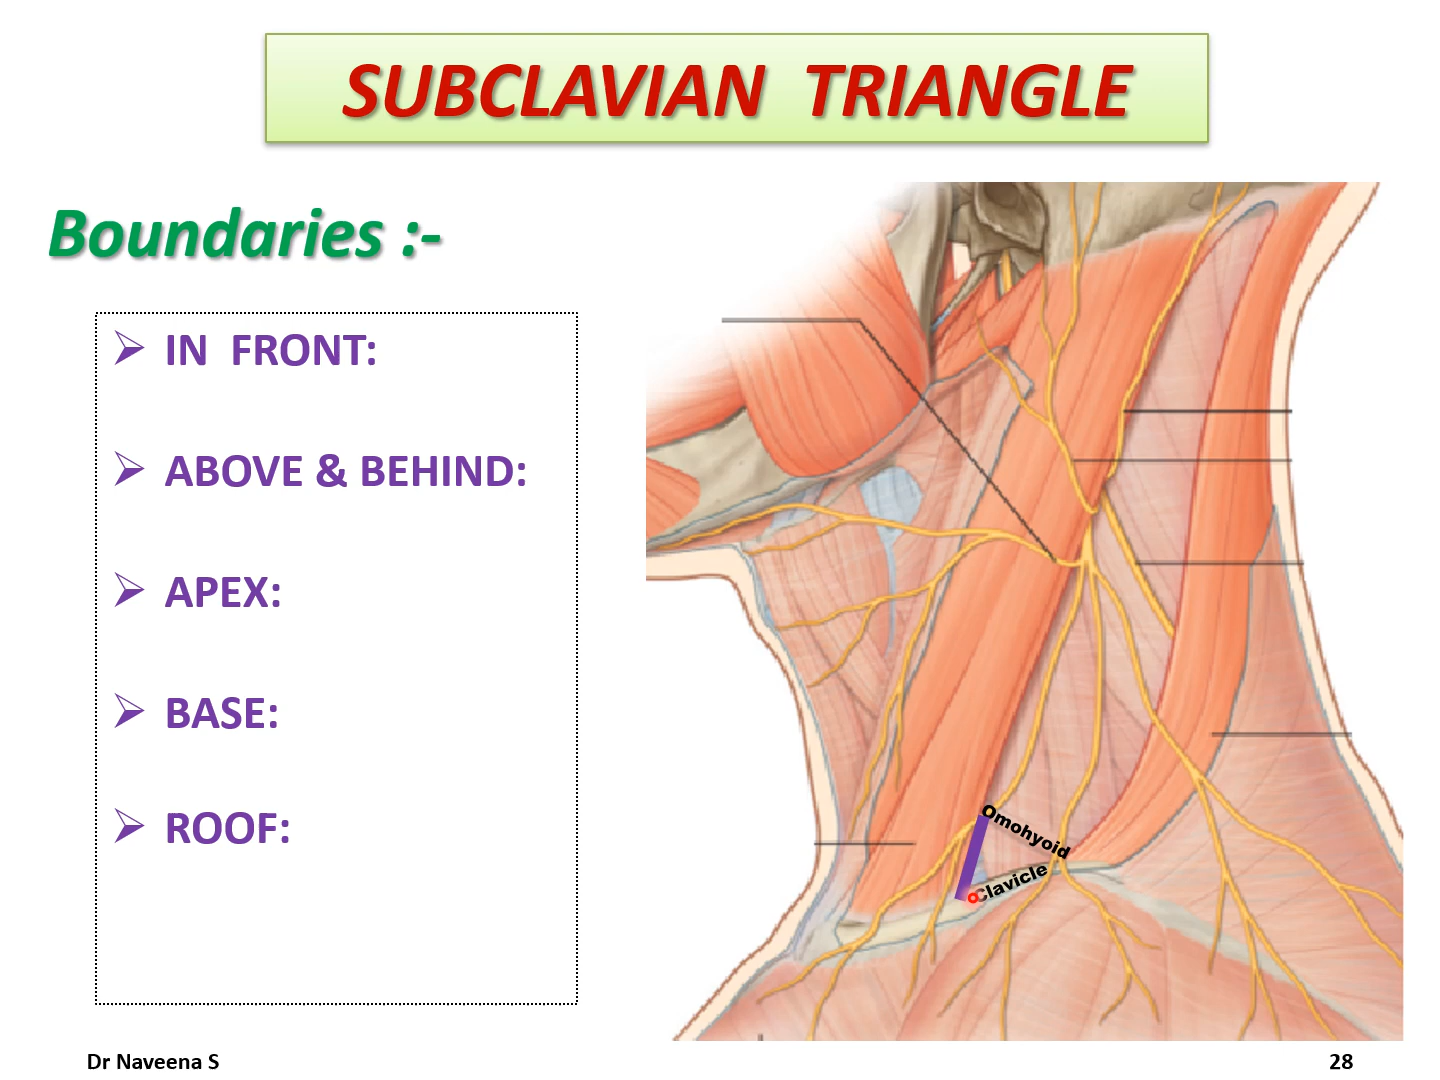 SUBCLAVIAN TRIANGLE
Boundaries :-
➢ IN FRONT:
➢ ABOVE & BEHIND:
➢ APEX:
➢ BASE:
➢ ROOF:
Omohyoid
Clavicle
Dr Naveena S
28